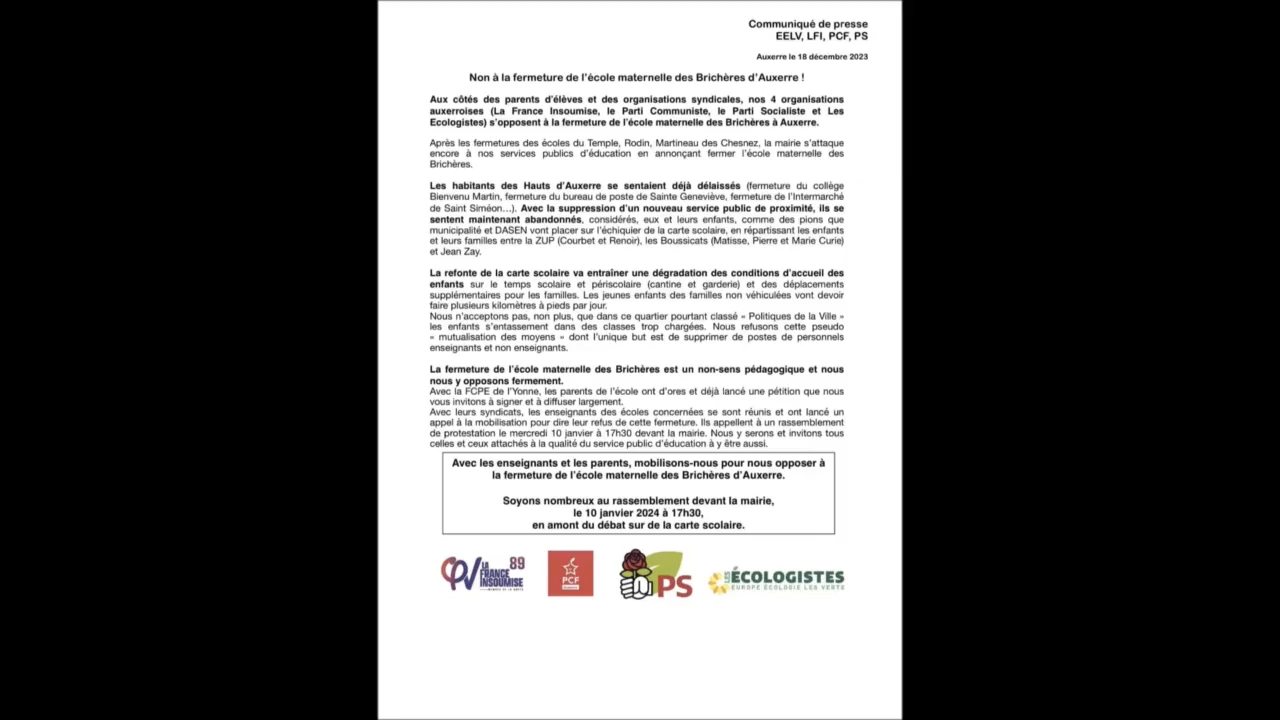 Communiqué de presse
EELV, LFI, PCF, PS
Auxerre le 18 décembre 2023
Non à la fermeture de l'école maternelle des Brichères d'Auxerre !
Aux côtés des parents d'élèves et des organisations syndicales, nos 4 organisations
auxerroises (La France Insoumise, le Parti Communiste, le Parti Socialiste et Les
Ecologistes) s'opposent à la fermeture de l'école maternelle des Brichères à Auxerre.
Après les fermetures des écoles du Temple, Rodin, Martineau des Chesnez, la mairie s'attaque
encore à nos services publics d'éducation en annonçant fermer l'école maternelle des
Brichères.
Les habitants des Hauts d'Auxerre se sentaient déjà délaissés (fermeture du collège
Bienvenu Martin, fermeture du bureau de poste de Sainte Geneviève, fermeture de l'Intermarché
de Saint Siméon…). Avec la suppression d'un nouveau service public de proximité, ils se
sentent maintenant abandonnés, considérés, eux et leurs enfants, comme des pions que
municipalité et DASEN vont placer sur l'échiquier de la carte scolaire, en répartissant les enfants
et leurs familles entre la ZUP (Courbet et Renoir), les Boussicats (Matisse, Pierre et Marie Curie)
et Jean Zay.
La refonte de la carte scolaire va entraîner une dégradation des conditions d'accueil des
enfants sur le temps scolaire et périscolaire (cantine et garderie) et des déplacements
supplémentaires pour les familles. Les jeunes enfants des familles non véhiculées vont devoir
faire plusieurs kilomètres à pieds par jour.
Nous n'acceptons pas, non plus, que dans ce quartier pourtant classé « Politiques de la Ville »
les enfants s'entassement dans des classes trop chargées. Nous refusons cette pseudo
« mutualisation des moyens » dont l'unique but est de supprimer de postes de personnels
enseignants et non enseignants.
La fermeture de l'école maternelle des Brichères est un non-sens pédagogique et nous
nous y opposons fermement.
Avec la FCPE de l'Yonne, les parents de l'école ont d'ores et déjà lancé une pétition que nous
vous invitons à signer et à diffuser largement.
Avec leurs syndicats, les enseignants des écoles concernées se sont réunis et ont lancé un
appel à la mobilisation pour dire leur refus de cette fermeture. Ils appellent à un rassemblement
de protestation le mercredi 10 janvier à 17h30 devant la mairie. Nous y serons et invitons tous
celles et ceux attachés à la qualité du service public d'éducation à y être aussi.
Avec les enseignants et les parents, mobilisons-nous pour nous opposer à
la fermeture de l'école maternelle des Brichères d'Auxerre.
Soyons nombreux au rassemblement devant la mairie,
le 10 janvier 2024 à 17h30,
en amont du débat sur de la carte scolaire.
LA FRANCE INSOUMISE 89
PCF
PS
LES ÉCOLOGISTES
EUROPE ÉCOLOGIE LES VERTS